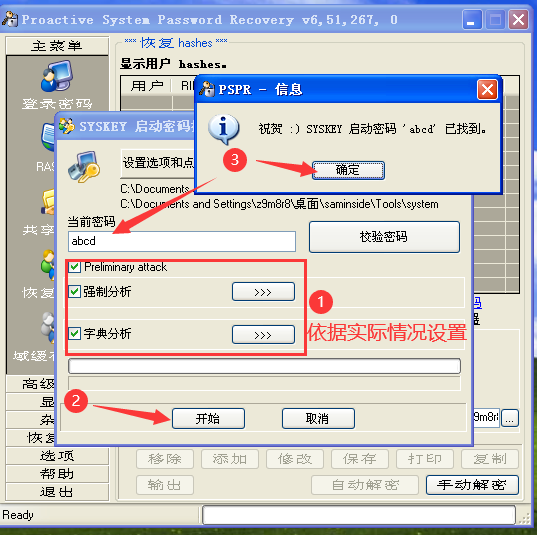 Proactive System Password Recovery v6,51,267, 0
主菜单
恢复 hashes
显示用户 hashes.
用户
登录密码
PSPR - 信息
祝贺 :) SYSKEY 启动密码 'abcd' 已找到。
确定
3
SYSKEY 启动密码
设置选项和点
C:\Documents
C:\Documents and Settings\z9m8r8\桌面\saminside\Tools\system
当前密码
abcd
校验密码
Preliminary attack
强制分析
>>>
1
依据实际情况设置
字典分析
>>>
2
开始
取消
RAS
共享
恢复
域缓存
高级
显
杂
恢复
选项
帮助
退出
9m8r
...
移除
添加
修改
保存
打印
复制
输出
自动解密
手动解密
Ready